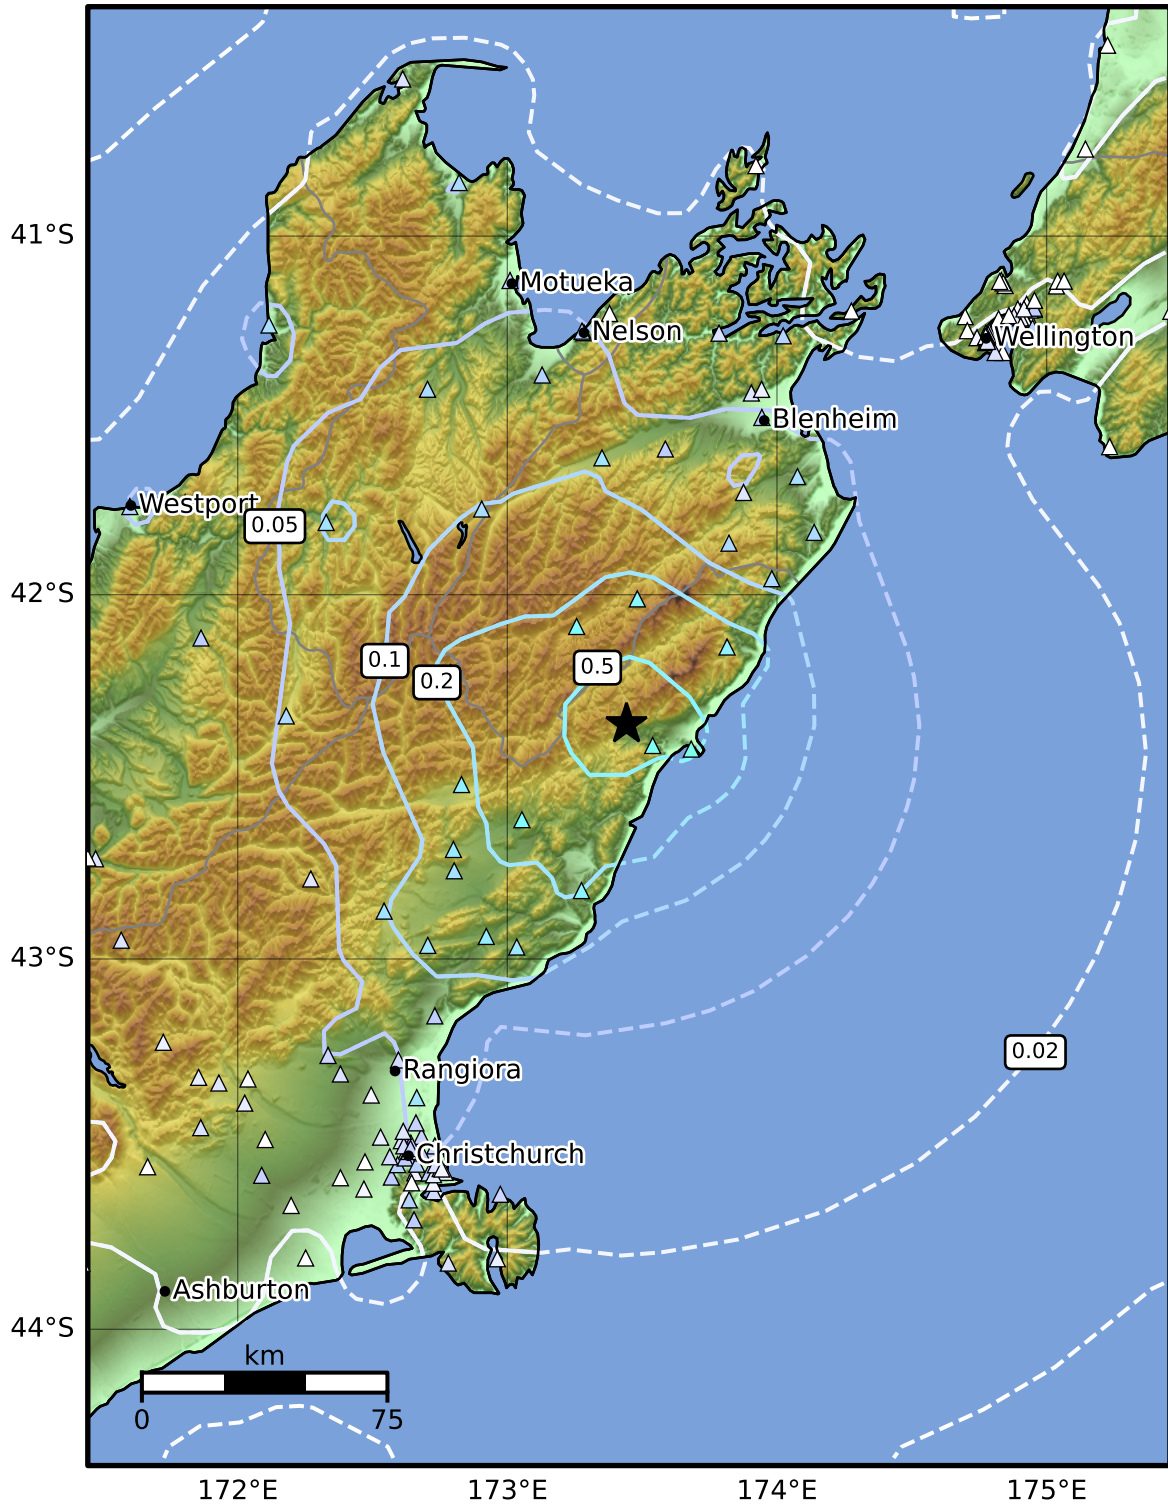 41°S
Motueka
Nelson
Wellington
Blenheim
Westport
0.05
42°S
0.1
0.5
0.2
43°S
0.02
Rangiora
Christchurch
Ashburton
44°S
km
0 75
172°E 173°E 174°E 175°E